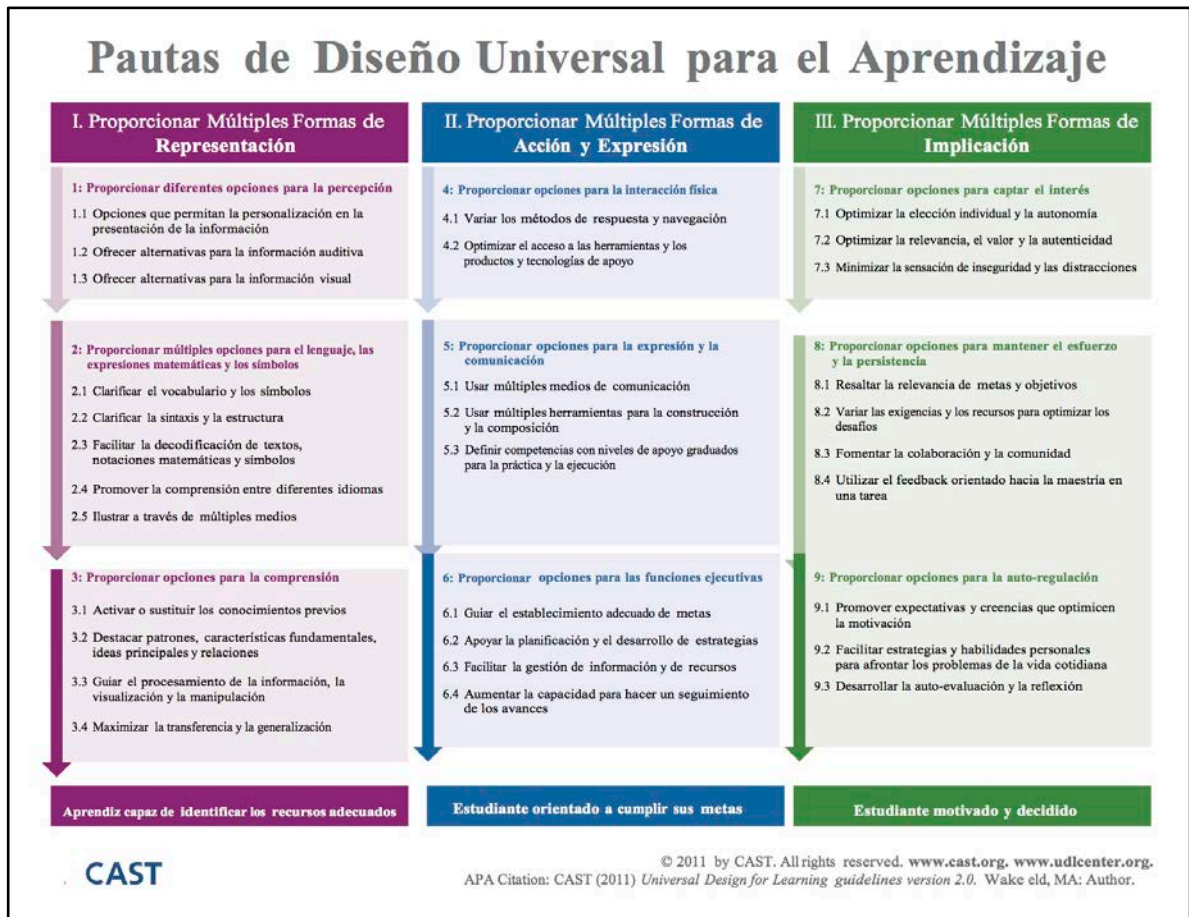 Pautas de Diseño Universal para el Aprendizaje
I. Proporcionar Múltiples Formas de
Representación
1: Proporcionar diferentes opciones para la percepción
1.1 Opciones que permitan la personalización en la
presentación de la información
1.2 Ofrecer alternativas para la información auditiva
1.3 Ofrecer alternativas para la información visual
2: Proporcionar múltiples opciones para el lenguaje, las
expresiones matemáticas y los símbolos
2.1 Clarificar el vocabulario y los símbolos
2.2 Clarificar la sintaxis y la estructura
2.3 Facilitar la decodificación de textos,
notaciones matemáticas y símbolos
2.4 Promover la comprensión entre diferentes idiomas
2.5 Ilustrar a través de múltiples medios
3: Proporcionar opciones para la comprensión
3.1 Activar o sustituir los conocimientos previos
3.2 Destacar patrones, características fundamentales,
ideas principales y relaciones
3.3 Guiar el procesamiento de la información, la
visualización y la manipulación
3.4 Maximizar la transferencia y la generalización
Aprendiz capaz de identificar los recursos adecuados
II. Proporcionar Múltiples Formas de
Acción y Expresión
4: Proporcionar opciones para la interacción física
4.1 Variar los métodos de respuesta y navegación
4.2 Optimizar el acceso a las herramientas y los
productos y tecnologías de apoyo
5: Proporcionar opciones para la expresión y la
comunicación
5.1 Usar múltiples medios de comunicación
5.2 Usar múltiples herramientas para la construcción
y la composición
5.3 Definir competencias con niveles de apoyo graduados
para la práctica y la ejecución
6: Proporcionar opciones para las funciones ejecutivas
6.1 Guiar el establecimiento adecuado de metas
6.2 Apoyar la planificación y el desarrollo de estrategias
6.3 Facilitar la gestión de información y de recursos
6.4 Aumentar la capacidad para hacer un seguimiento
de los avances
Estudiante orientado a cumplir sus metas
III. Proporcionar Múltiples Formas de
Implicación
7: Proporcionar opciones para captar el interés
7.1 Optimizar la elección individual y la autonomía
7.2 Optimizar la relevancia, el valor y la autenticidad
7.3 Minimizar la sensación de inseguridad y las distracciones
8: Proporcionar opciones para mantener el esfuerzo
y la persistencia
8.1 Resaltar la relevancia de metas y objetivos
8.2 Variar las exigencias y los recursos para optimizar los
desafíos
8.3 Fomentar la colaboración y la comunidad
8.4 Utilizar el feedback orientado hacia la maestría en
una tarea
9: Proporcionar opciones para la auto-regulación
9.1 Promover expectativas y creencias que optimicen
la motivación
9.2 Facilitar estrategias y habilidades personales
para afrontar los problemas de la vida cotidiana
9.3 Desarrollar la auto-evaluación y la reflexión
Estudiante motivado y decidido
CAST
© 2011 by CAST. All rights reserved. www.cast.org. www.udlcenter.org.
APA Citation: CAST (2011) Universal Design for Learning guidelines version 2.0. Wake eld, MA: Author.